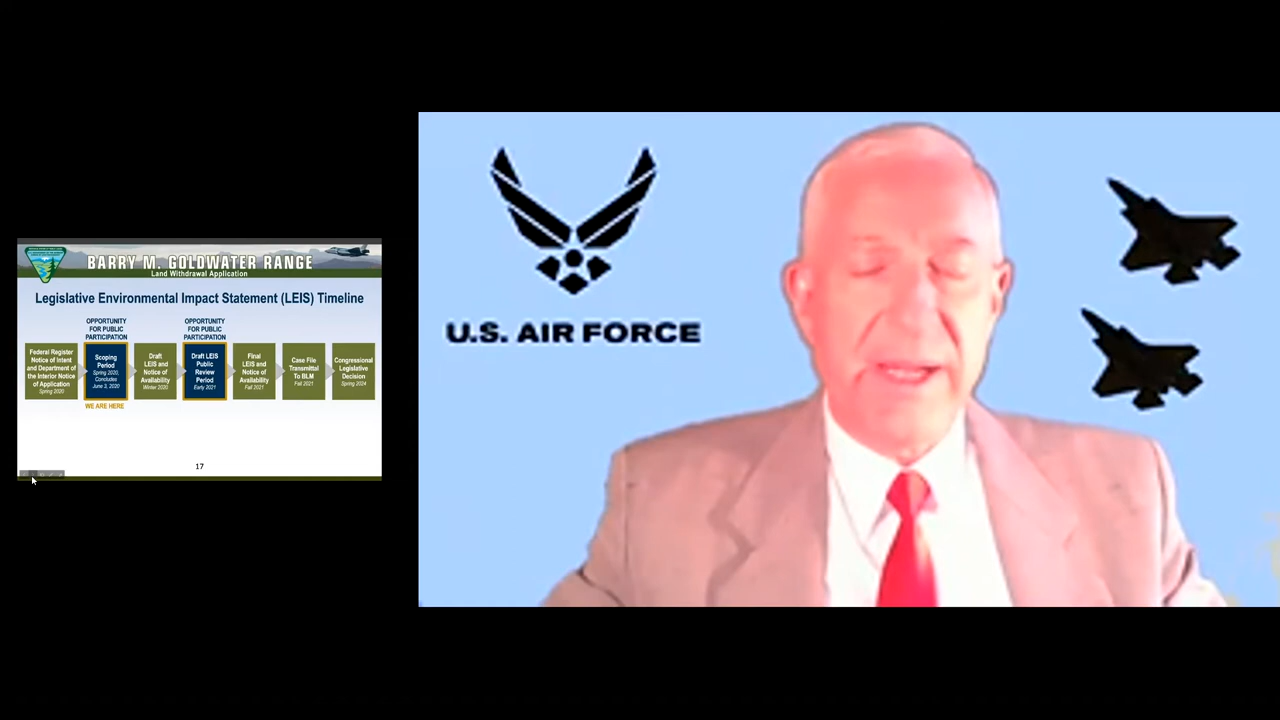 BARRY M. GOLDWATER RANGE
Land Withdrawal Application
Legislative Environmental Impact Statement (LEIS) Timeline
OPPORTUNITY
FOR PUBLIC
PARTICIPATION
OPPORTUNITY
FOR PUBLIC
PARTICIPATION
Federal Register
Notice of Intent
and Department of
the Interior Notice
of Application
Spring 2020
Scoping
Period
Spring 2020,
Concludes
June 3, 2020
Draft
LEIS and
Notice of
Availability
Winter 2020
Draft LEIS
Public
Review
Period
Early 2021
Final
LEIS and
Notice of
Availability
Fall 2021
Case File
Transmittal
To BLM
Fall 2021
Congressional
Legislative
Decision
Spring 2024
WE ARE HERE
17
U.S. AIR FORCE